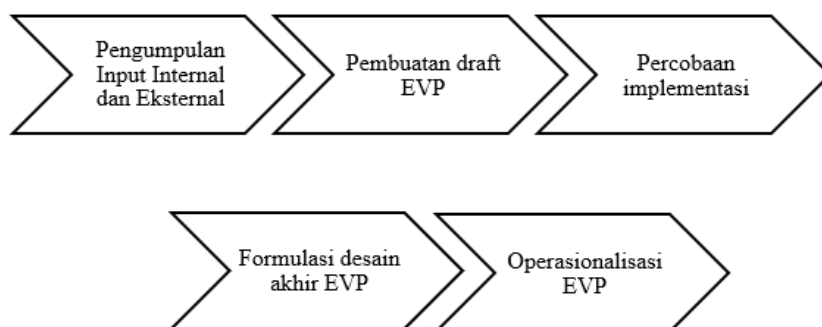 Pengumpulan
Input Internal
dan Eksternal
Pembuatan draft
EVP
Percobaan
implementasi
Formulasi desain
akhir EVP
Operasionalisasi
EVP